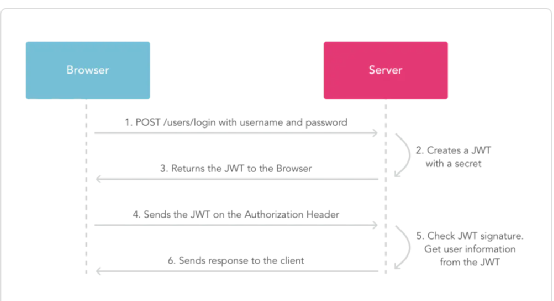 Browser
Server
1. POST /users/login with username and password
2. Creates a JWT
with a secret
3. Returns the JWT to the Browser
4. Sends the JWT on the Authorization Header
5. Check JWT signature.
Get user information
from the JWT
6. Sends response to the client